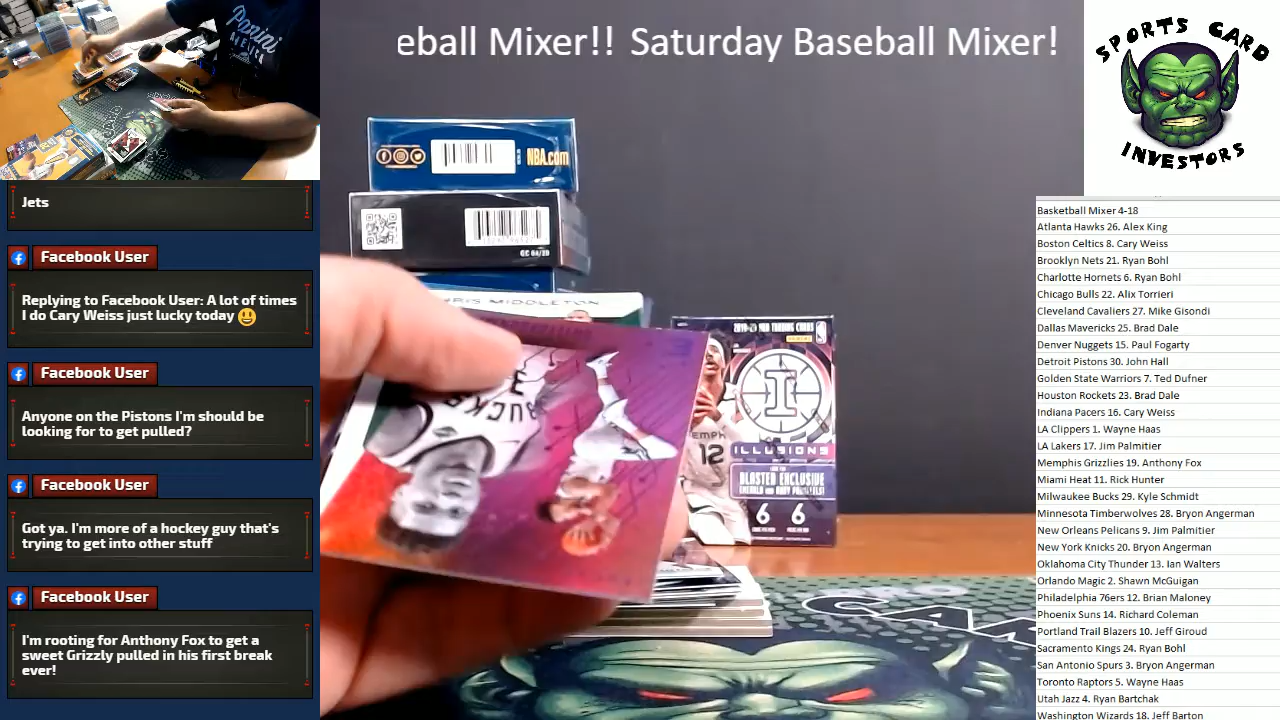 eball Mixer!! Saturday Baseball Mixer!
SPORTS CARD
INVESTORS
Panini
Jets
Facebook User
Replying to Facebook User: A lot of times
I do Cary Weiss just lucky today 😃
Facebook User
Anyone on the Pistons I'm should be
looking for to get pulled?
Facebook User
Got ya. I'm more of a hockey guy that's
trying to get into other stuff
Facebook User
I'm rooting for Anthony Fox to get a
sweet Grizzly pulled in his first break
ever!
NBA.com
RIS MIDDLETON
BUCKS
MEMPH
12
ILLUSIONS
BLASTER EXCLUSIVE
6 6
Basketball Mixer 4-18
Atlanta Hawks 26. Alex King
Boston Celtics 8. Cary Weiss
Brooklyn Nets 21. Ryan Bohl
Charlotte Hornets 6. Ryan Bohl
Chicago Bulls 22. Alix Torrieri
Cleveland Cavaliers 27. Mike Gisondi
Dallas Mavericks 25. Brad Dale
Denver Nuggets 15. Paul Fogarty
Detroit Pistons 30. John Hall
Golden State Warriors 7. Ted Dufner
Houston Rockets 23. Brad Dale
Indiana Pacers 16. Cary Weiss
LA Clippers 1. Wayne Haas
LA Lakers 17. Jim Palmitier
Memphis Grizzlies 19. Anthony Fox
Miami Heat 11. Rick Hunter
Milwaukee Bucks 29. Kyle Schmidt
Minnesota Timberwolves 28. Bryon Angerman
New Orleans Pelicans 9. Jim Palmitier
New York Knicks 20. Bryon Angerman
Oklahoma City Thunder 13. Ian Walters
Orlando Magic 2. Shawn McGuigan
Philadelphia 76ers 12. Brian Maloney
Phoenix Suns 14. Richard Coleman
Portland Trail Blazers 10. Jeff Giroud
Sacramento Kings 24. Ryan Bohl
San Antonio Spurs 3. Bryon Angerman
Toronto Raptors 5. Wayne Haas
Utah Jazz 4. Ryan Bartchak
Washington Wizards 18. Jeff Barton